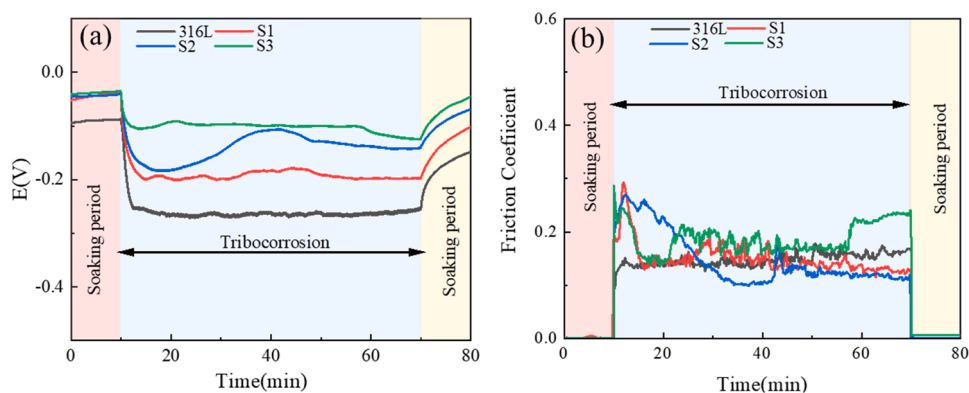 (a)
316L
S1
S2
S3
0.0
-0.2
-0.4
E(V)
Soaking period
Tribocorrosion
Soaking period
0
20
40
60
80
Time(min)
(b)
316L
S1
S2
S3
0.6
0.4
0.2
0.0
Friction Coefficient
Soaking period
Tribocorrosion
Soaking period
0
20
40
60
80
Time(min)